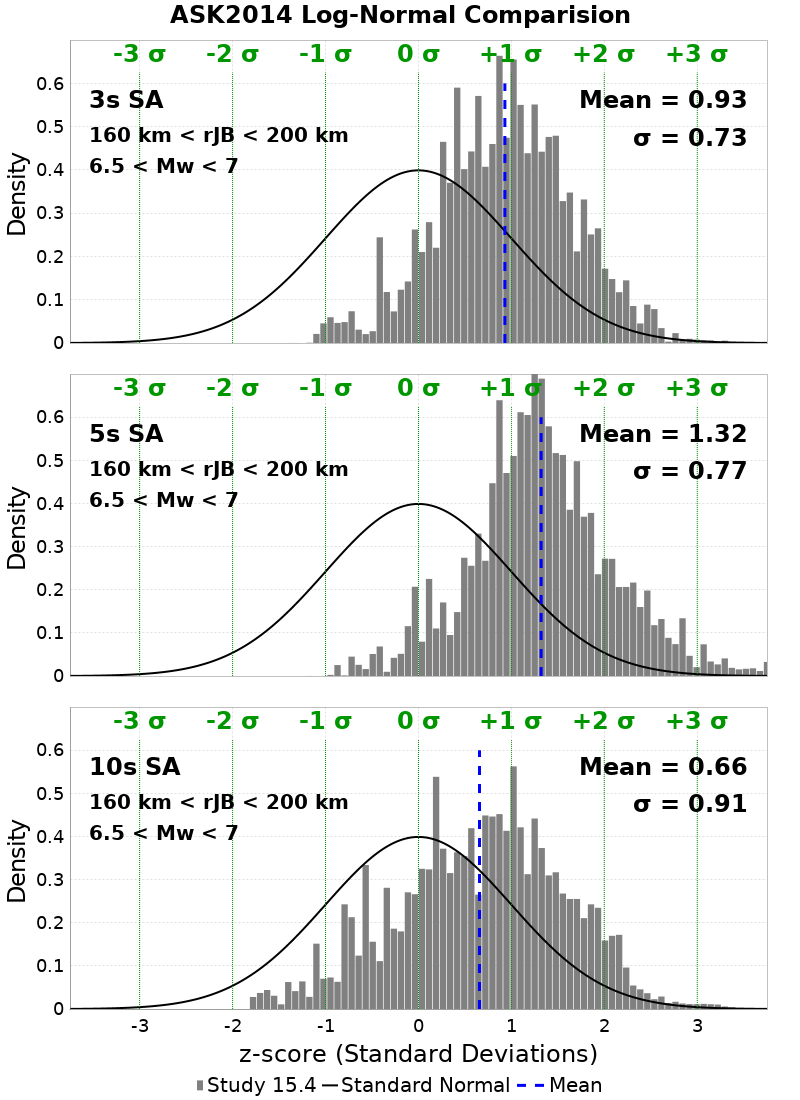 ASK2014 Log-Normal Comparision
-3 σ -2 σ -1 σ 0 σ +1 σ +2 σ +3 σ
3s SA
160 km < rJB < 200 km
6.5 < Mw < 7
Mean = 0.93
σ = 0.73
0.6
0.5
0.4
0.3
0.2
0.1
0
Density
-3 σ -2 σ -1 σ 0 σ +1 σ +2 σ +3 σ
5s SA
160 km < rJB < 200 km
6.5 < Mw < 7
Mean = 1.32
σ = 0.77
0.6
0.5
0.4
0.3
0.2
0.1
0
Density
-3 σ -2 σ -1 σ 0 σ +1 σ +2 σ +3 σ
10s SA
160 km < rJB < 200 km
6.5 < Mw < 7
Mean = 0.66
σ = 0.91
0.6
0.5
0.4
0.3
0.2
0.1
0
Density
-3 -2 -1 0 1 2 3
z-score (Standard Deviations)
Study 15.4 Standard Normal Mean